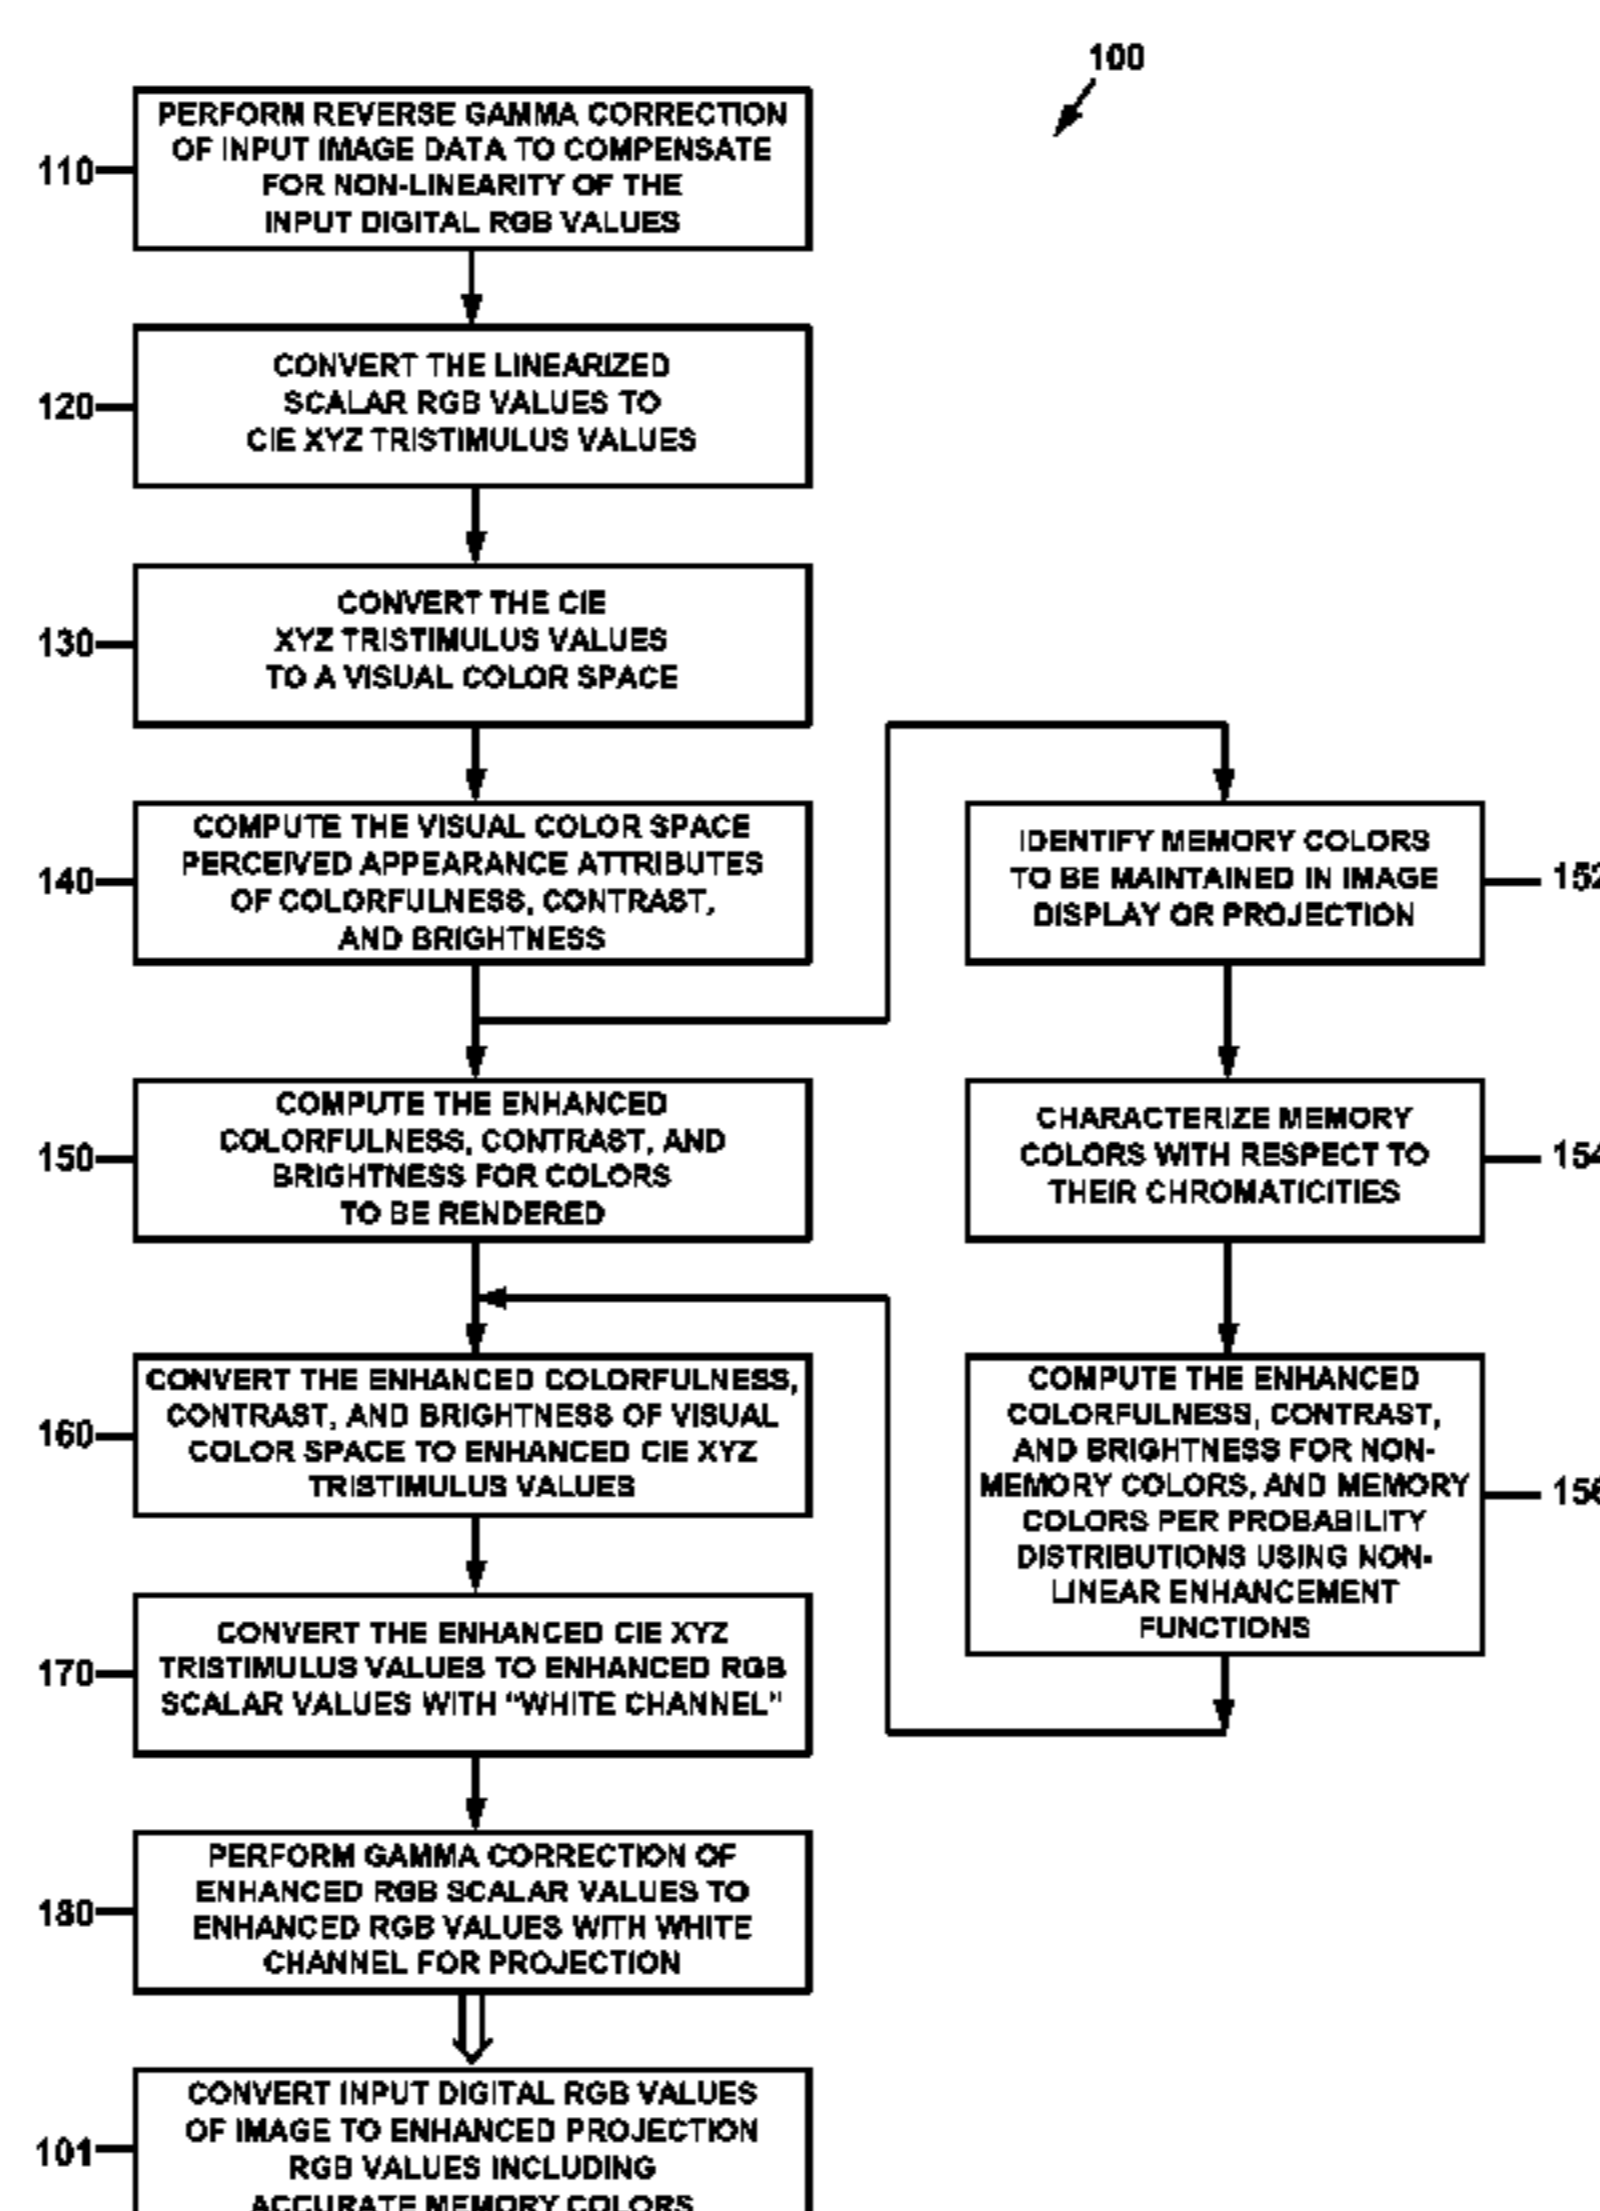 100
PERFORM REVERSE GAMMA CORRECTION
OF INPUT IMAGE DATA TO COMPENSATE
FOR NON-LINEARITY OF THE
INPUT DIGITAL RGB VALUES
110
CONVERT THE LINEARIZED
SCALAR RGB VALUES TO
CIE XYZ TRISTIMULUS VALUES
120
CONVERT THE CIE
XYZ TRISTIMULUS VALUES
TO A VISUAL COLOR SPACE
130
COMPUTE THE VISUAL COLOR SPACE
PERCEIVED APPEARANCE ATTRIBUTES
OF COLORFULNESS, CONTRAST,
AND BRIGHTNESS
140
IDENTIFY MEMORY COLORS
TO BE MAINTAINED IN IMAGE
DISPLAY OR PROJECTION
152
COMPUTE THE ENHANCED
COLORFULNESS, CONTRAST, AND
BRIGHTNESS FOR COLORS
TO BE RENDERED
150
CHARACTERIZE MEMORY
COLORS WITH RESPECT TO
THEIR CHROMATICITIES
154
CONVERT THE ENHANCED COLORFULNESS,
CONTRAST, AND BRIGHTNESS OF VISUAL
COLOR SPACE TO ENHANCED CIE XYZ
TRISTIMULUS VALUES
160
COMPUTE THE ENHANCED
COLORFULNESS, CONTRAST,
AND BRIGHTNESS FOR NON-
MEMORY COLORS, AND MEMORY
COLORS PER PROBABILITY
DISTRIBUTIONS USING NON-
LINEAR ENHANCEMENT
FUNCTIONS
156
CONVERT THE ENHANCED CIE XYZ
TRISTIMULUS VALUES TO ENHANCED RGB
SCALAR VALUES WITH "WHITE CHANNEL"
170
PERFORM GAMMA CORRECTION OF
ENHANCED RGB SCALAR VALUES TO
ENHANCED RGB VALUES WITH WHITE
CHANNEL FOR PROJECTION
180
CONVERT INPUT DIGITAL RGB VALUES
OF IMAGE TO ENHANCED PROJECTION
RGB VALUES INCLUDING
ACCURATE MEMORY COLORS
101